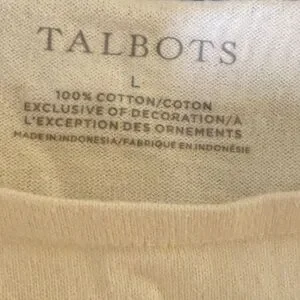 TALBOTS
L
100% COTTON/COTON
EXCLUSIVE OF DECORATION/À
L'EXCEPTION DES ORNEMENTS
MADE IN INDONESIA/FABRIQUÉ EN INDONÉSIE